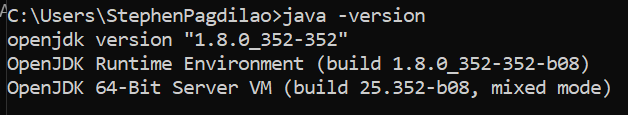 C:\Users\StephenPagdilao>java -version
openjdk version "1.8.0_352-352"
OpenJDK Runtime Environment (build 1.8.0_352-352-b08)
OpenJDK 64-Bit Server VM (build 25.352-b08, mixed mode)